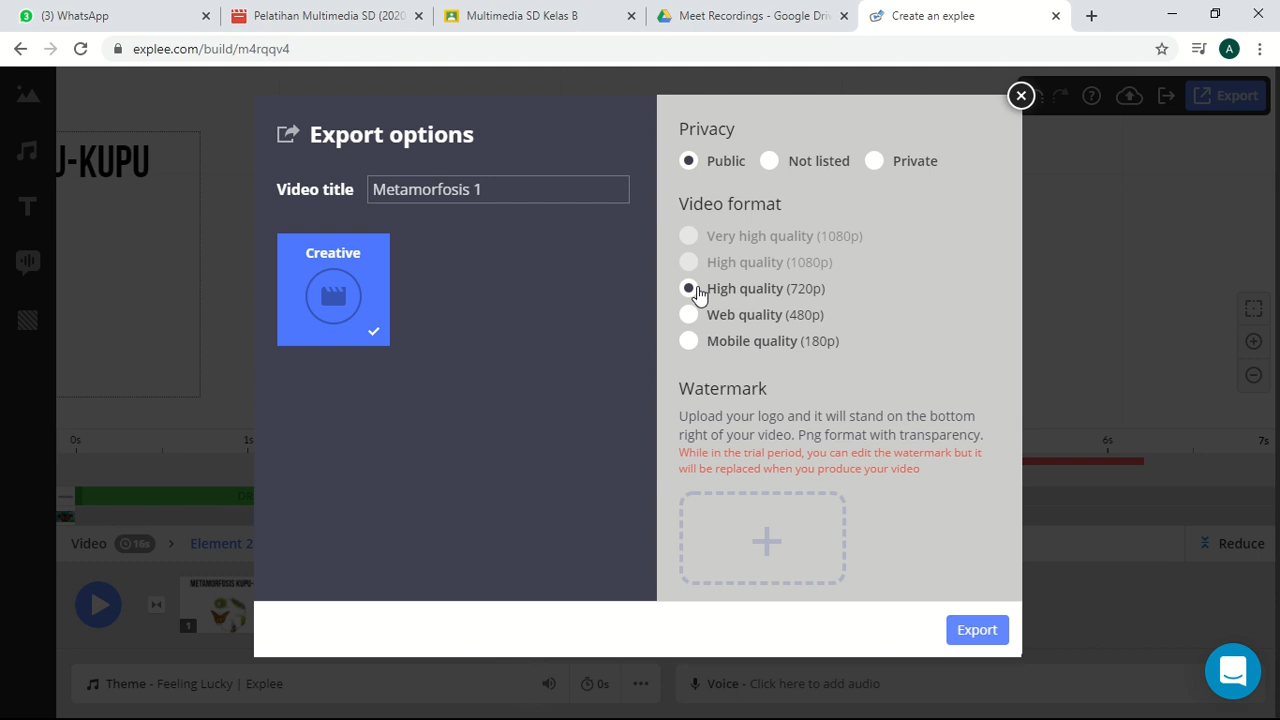 (3) WhatsApp
Pelatihan Multimedia SD (2020
Multimedia SD Kelas B
Meet Recordings - Google Driv
Create an explee
explee.com/build/m4rqqv4
A
Export
U-KUPU
Export options
Video title
Metamorfosis 1
Creative
Privacy
Public
Not listed
Private
Video format
Very high quality (1080p)
High quality (1080p)
High quality (720p)
Web quality (480p)
Mobile quality (180p)
Watermark
Upload your logo and it will stand on the bottom
right of your video. Png format with transparency.
While in the trial period, you can edit the watermark but it
will be replaced when you produce your video
Export
0s
1s
6s
7s
Video
16s
Element 2
Reduce
METAMORFOSIS KUPU-
1
Theme - Feeling Lucky | Explee
0s
Voice - Click here to add audio